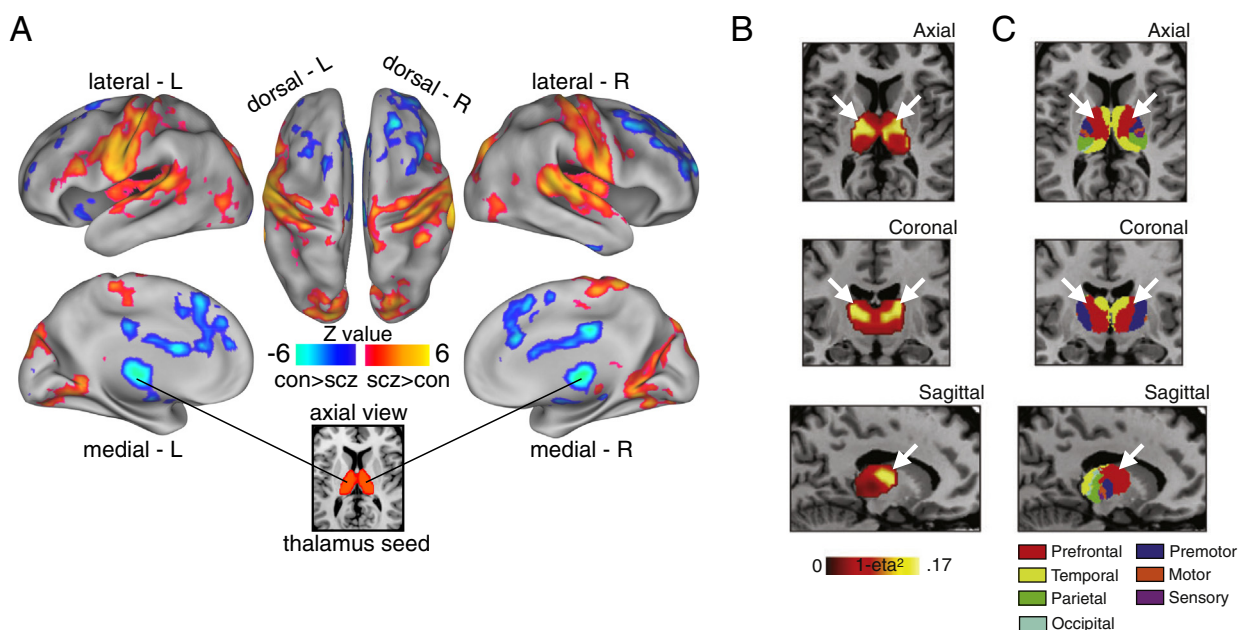 A
B
C
lateral - L
dorsal - L
dorsal - R
lateral - R
Z value
-6
6
con>scz
scz>con
medial - L
axial view
medial - R
thalamus seed
Axial
Coronal
Sagittal
0
1-eta²
.17
Axial
Coronal
Sagittal
Prefrontal
Premotor
Temporal
Motor
Parietal
Sensory
Occipital